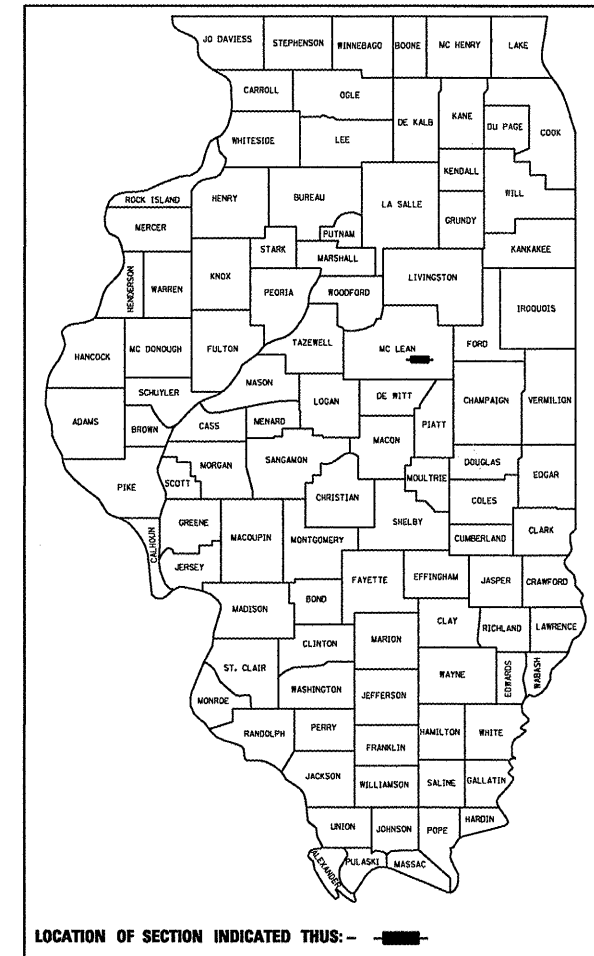 JO DAVIESS STEPHENSON WINNEBAGO BOONE MC HENRY LAKE
CARROLL OGLE DE KALB KANE DU PAGE COOK
WHITESIDE LEE
KENDALL WILL
ROCK ISLAND HENRY BUREAU LA SALLE GRUNDY
MERCER PUTNAM
STARK MARSHALL KANKAKEE
HENDERSON WARREN KNOX PEORIA WOODFORD LIVINGSTON IROQUOIS
HANCOCK MC DONOUGH FULTON TAZEWELL MC LEAN FORD
MASON
SCHUYLER LOGAN DE WITT CHAMPAIGN VERMILION
ADAMS BROWN CASS MENARD MACON PIATT
MORGAN SANGAMON DOUGLAS EDGAR
PIKE SCOTT CHRISTIAN MOULTRIE
COLES
GREENE SHELBY
CALHOUN MACOUPIN MONTGOMERY CUMBERLAND CLARK
JERSEY FAYETTE EFFINGHAM JASPER CRAWFORD
MADISON BOND
CLAY RICHLAND LAWRENCE
CLINTON MARION
ST. CLAIR WAYNE EDWARDS WABASH
WASHINGTON JEFFERSON
MONROE
RANDOLPH PERRY HAMILTON WHITE
FRANKLIN
JACKSON WILLIAMSON SALINE GALLATIN
UNION JOHNSON POPE HARDIN
ALEXANDER PULASKI MASSAC
LOCATION OF SECTION INDICATED THUS: -